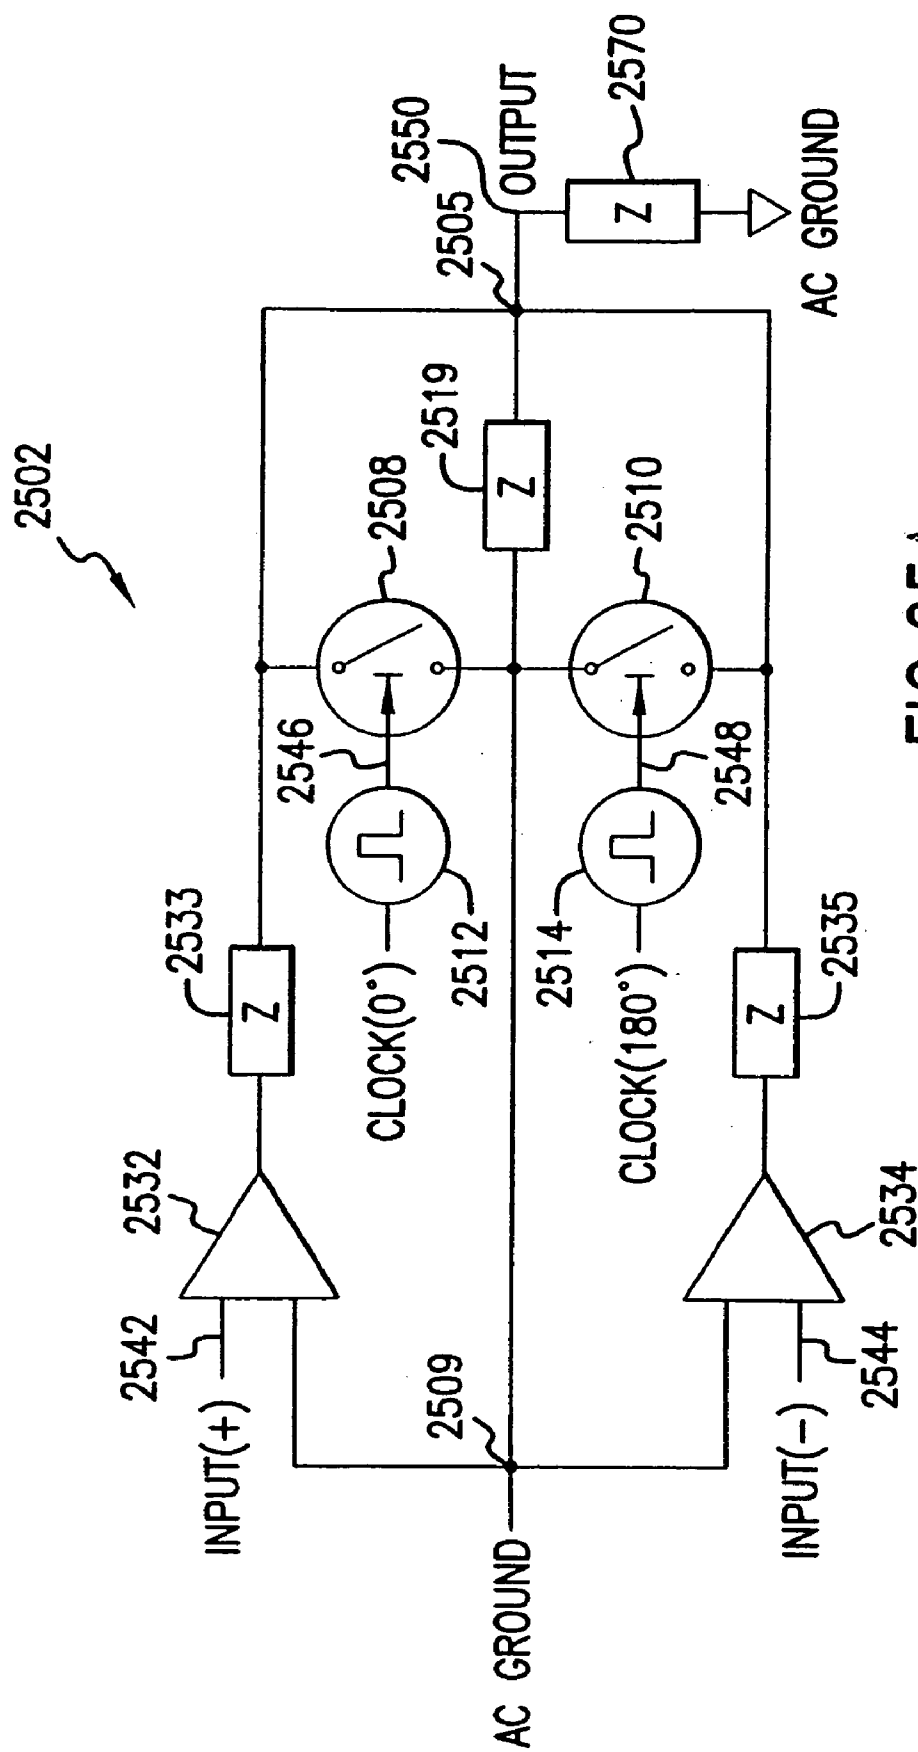 2502
INPUT(+)
2542
2532
2533
2546
2508
CLOCK(0°)
2512
2519
2505
2550
OUTPUT
2570
Z
Z
Z
Z
AC GROUND
AC GROUND
2509
2514
2510
CLOCK(180°)
2548
INPUT(-)
2544
2534
2535